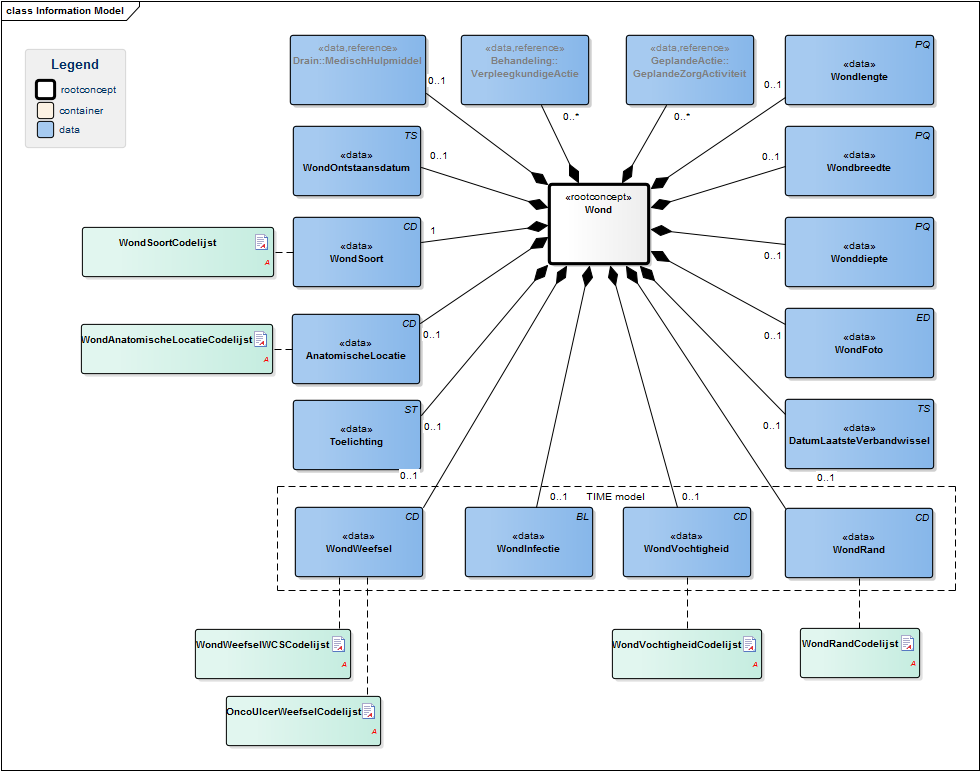 class Information Model
Legend
rootconcept
container
data
«data,reference»
Drain::MedischHulpmiddel
0..1
«data,reference»
Behandeling::
VerpleegkundigeActie
0..*
«data,reference»
GeplandeActie::
GeplandeZorgActiviteit
0..*
PQ
«data»
Wondlengte
0..1
TS
«data»
WondOntstaansdatum
0..1
PQ
«data»
Wondbreedte
0..1
«rootconcept»
Wond
WondSoortCodelijst
A
CD
«data»
WondSoort
1
PQ
«data»
Wonddiepte
0..1
WondAnatomischeLocatieCodelijst
A
CD
«data»
AnatomischeLocatie
0..1
ED
«data»
WondFoto
0..1
ST
«data»
Toelichting
0..1
TS
«data»
DatumLaatsteVerbandwissel
0..1
0..1
0..1
TIME model
0..1
0..1
CD
«data»
WondWeefsel
BL
«data»
WondInfectie
CD
«data»
WondVochtigheid
CD
«data»
WondRand
WondWeefselWCSCodelijst
A
WondVochtigheidCodelijst
A
WondRandCodelijst
A
OncoUlcerWeefselCodelijst
A